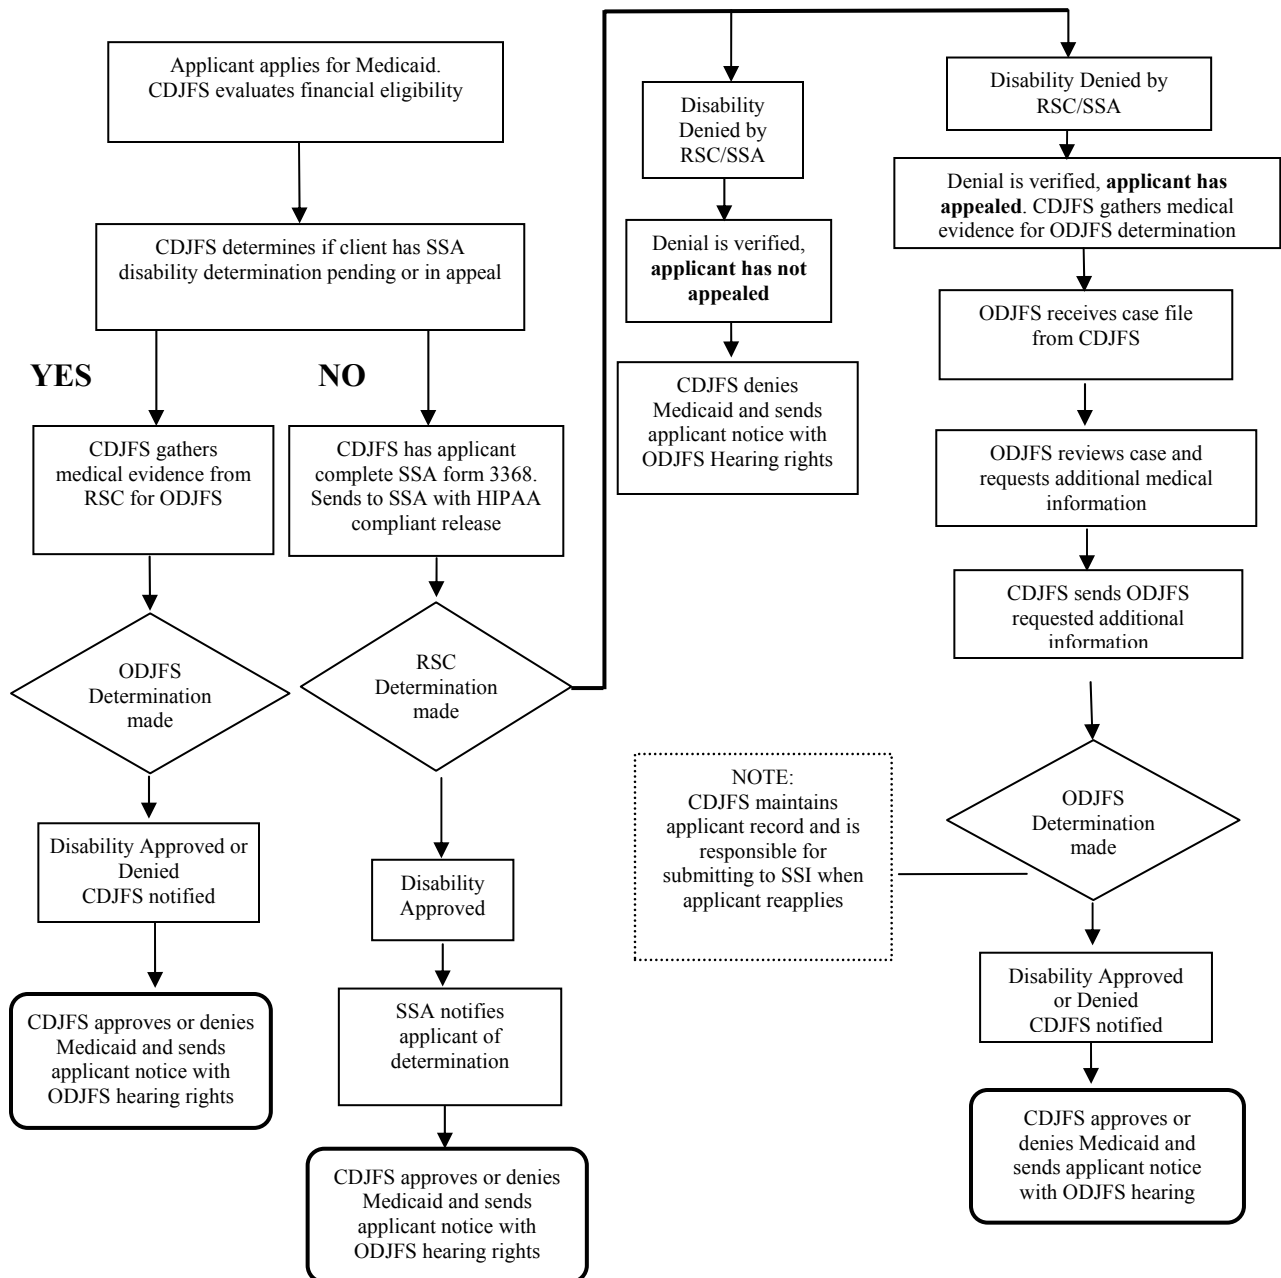 Applicant applies for Medicaid.
CDJFS evaluates financial eligibility
CDJFS determines if client has SSA
disability determination pending or in appeal
YES
NO
CDJFS gathers
medical evidence from
RSC for ODJFS
ODJFS
Determination
made
Disability Approved or
Denied
CDJFS notified
CDJFS approves or denies
Medicaid and sends
applicant notice with
ODJFS hearing rights
CDJFS has applicant
complete SSA form 3368.
Sends to SSA with HIPAA
compliant release
RSC
Determination
made
Disability
Approved
SSA notifies
applicant of
determination
CDJFS approves or denies
Medicaid and sends
applicant notice with
ODJFS hearing rights
Disability
Denied by
RSC/SSA
Denial is verified,
applicant has not
appealed
CDJFS denies
Medicaid and sends
applicant notice with
ODJFS Hearing rights
Disability Denied by
RSC/SSA
Denial is verified, applicant has
appealed. CDJFS gathers medical
evidence for ODJFS determination
ODJFS receives case file
from CDJFS
ODJFS reviews case and
requests additional medical
information
CDJFS sends ODJFS
requested additional
information
ODJFS
Determination
made
NOTE:
CDJFS maintains
applicant record and is
responsible for
submitting to SSI when
applicant reapplies
Disability Approved
or Denied
CDJFS notified
CDJFS approves or
denies Medicaid and
sends applicant notice
with ODJFS hearing